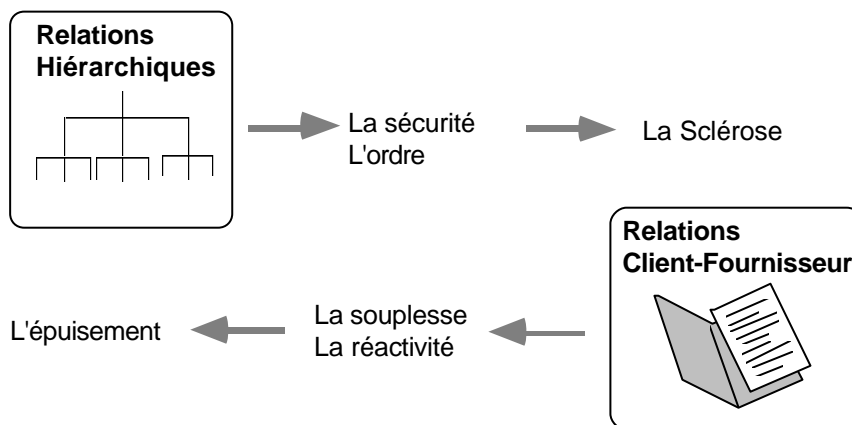 Relations
Hiérarchiques
La sécurité
L'ordre
La Sclérose
Relations
Client-Fournisseur
La souplesse
La réactivité
L'épuisement